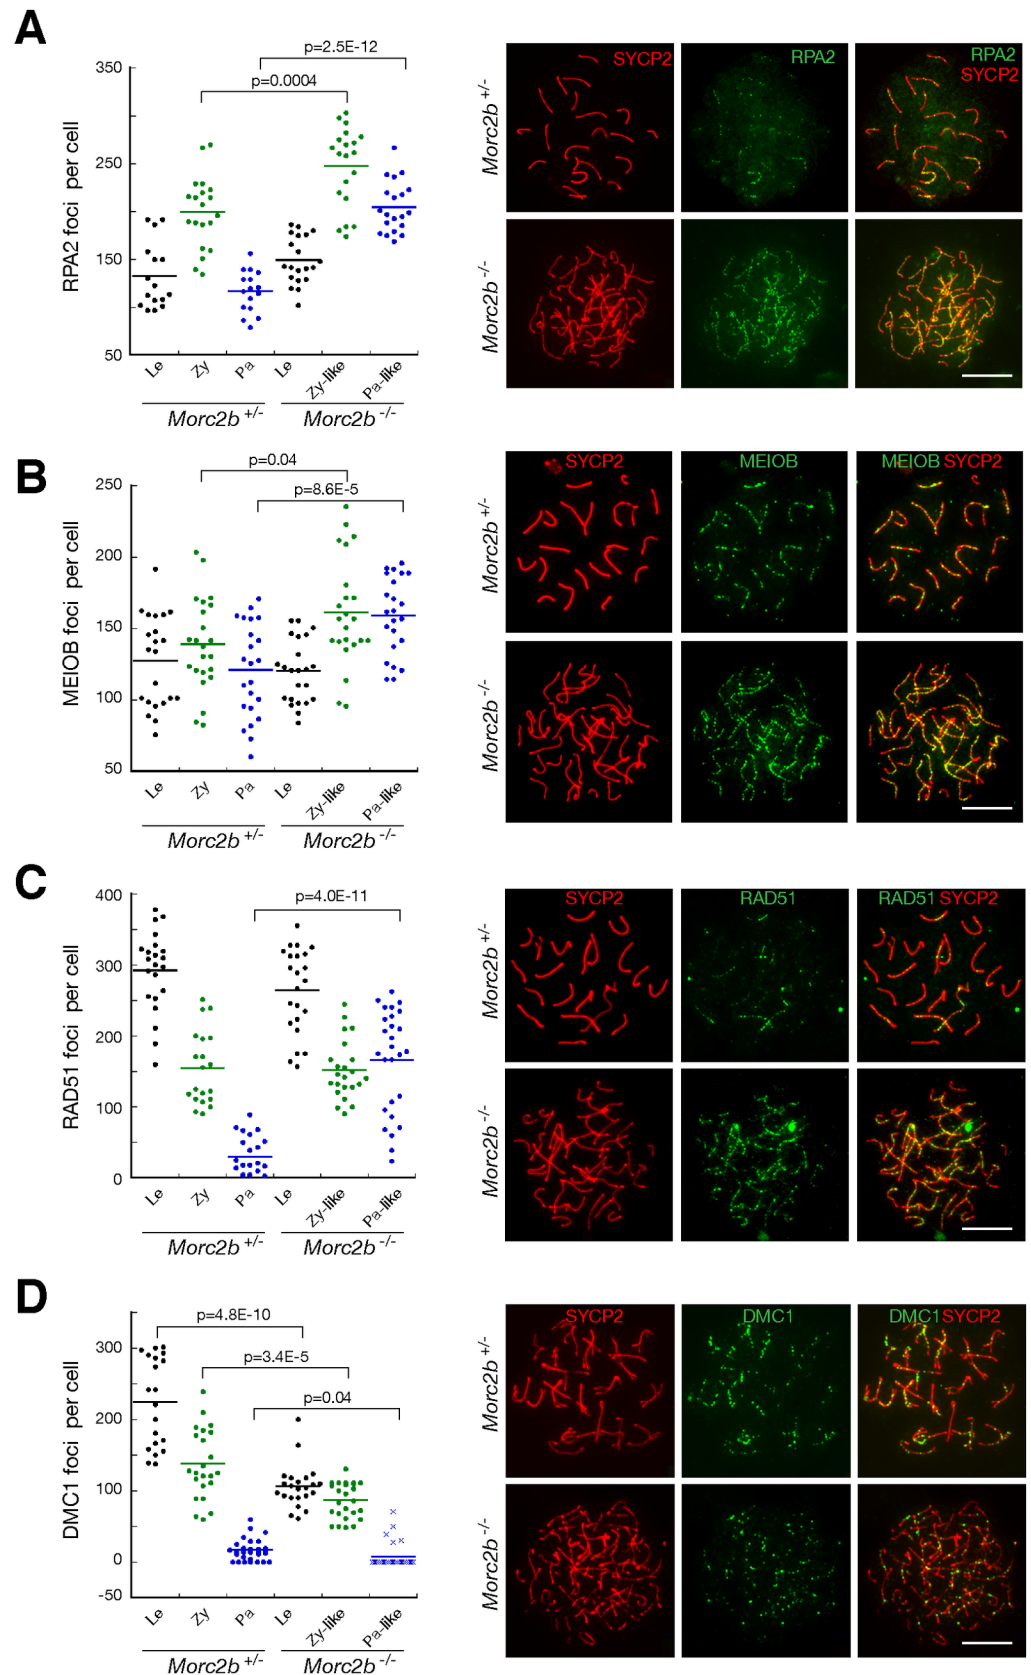 A
p=2.5E-12
p=0.0004
350
250
150
50
RPA2 foci per cell
Le
Zy
Pa
Le
Zy-like
Pa-like
Morc2b +/-
Morc2b -/-
Morc2b +/-
SYCP2
RPA2
RPA2
SYCP2
Morc2b -/-
B
p=0.04
p=8.6E-5
250
200
150
100
50
MEIOB foci per cell
Le
Zy
Pa
Le
Zy-like
Pa-like
Morc2b +/-
Morc2b -/-
Morc2b +/-
SYCP2
MEIOB
MEIOB SYCP2
Morc2b -/-
C
p=4.0E-11
400
300
200
100
0
RAD51 foci per cell
Le
Zy
Pa
Le
Zy-like
Pa-like
Morc2b +/-
Morc2b -/-
Morc2b +/-
SYCP2
RAD51
RAD51 SYCP2
Morc2b -/-
D
p=4.8E-10
p=3.4E-5
p=0.04
300
200
100
0
-50
DMC1 foci per cell
Le
Zy
Pa
Le
Zy-like
Pa-like
Morc2b +/-
Morc2b -/-
Morc2b +/-
SYCP2
DMC1
DMC1SYCP2
Morc2b -/-